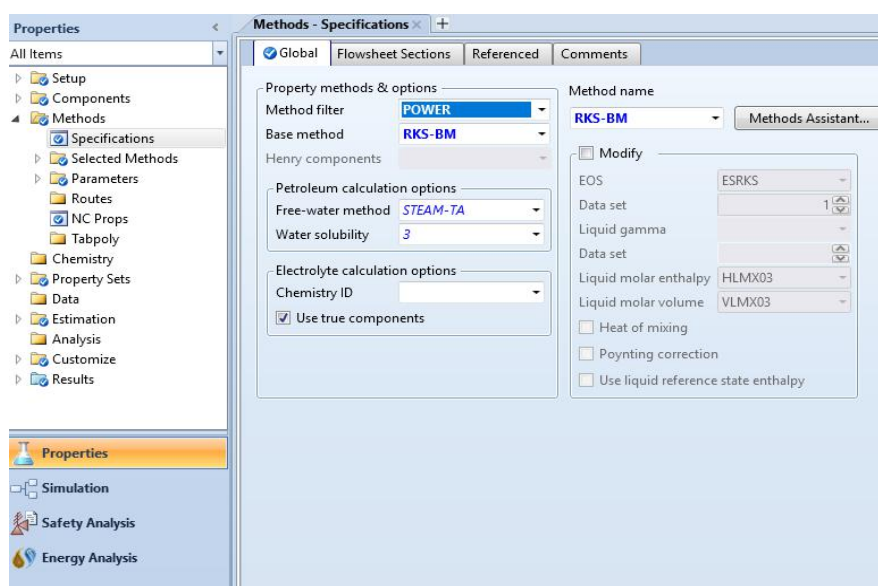 Properties <
All Items
Setup
Components
Methods
Specifications
Selected Methods
Parameters
Routes
NC Props
Tabpoly
Chemistry
Property Sets
Data
Estimation
Analysis
Customize
Results
Properties
Simulation
Safety Analysis
Energy Analysis
Methods - Specifications × +
Global Flowsheet Sections Referenced Comments
Property methods & options
Method filter POWER
Base method RKS-BM
Henry components
Petroleum calculation options
Free-water method STEAM-TA
Water solubility 3
Electrolyte calculation options
Chemistry ID
Use true components
Method name
RKS-BM Methods Assistant...
Modify
EOS ESRKS
Data set 1
Liquid gamma
Data set
Liquid molar enthalpy HLMX03
Liquid molar volume VLMX03
Heat of mixing
Poynting correction
Use liquid reference state enthalpy